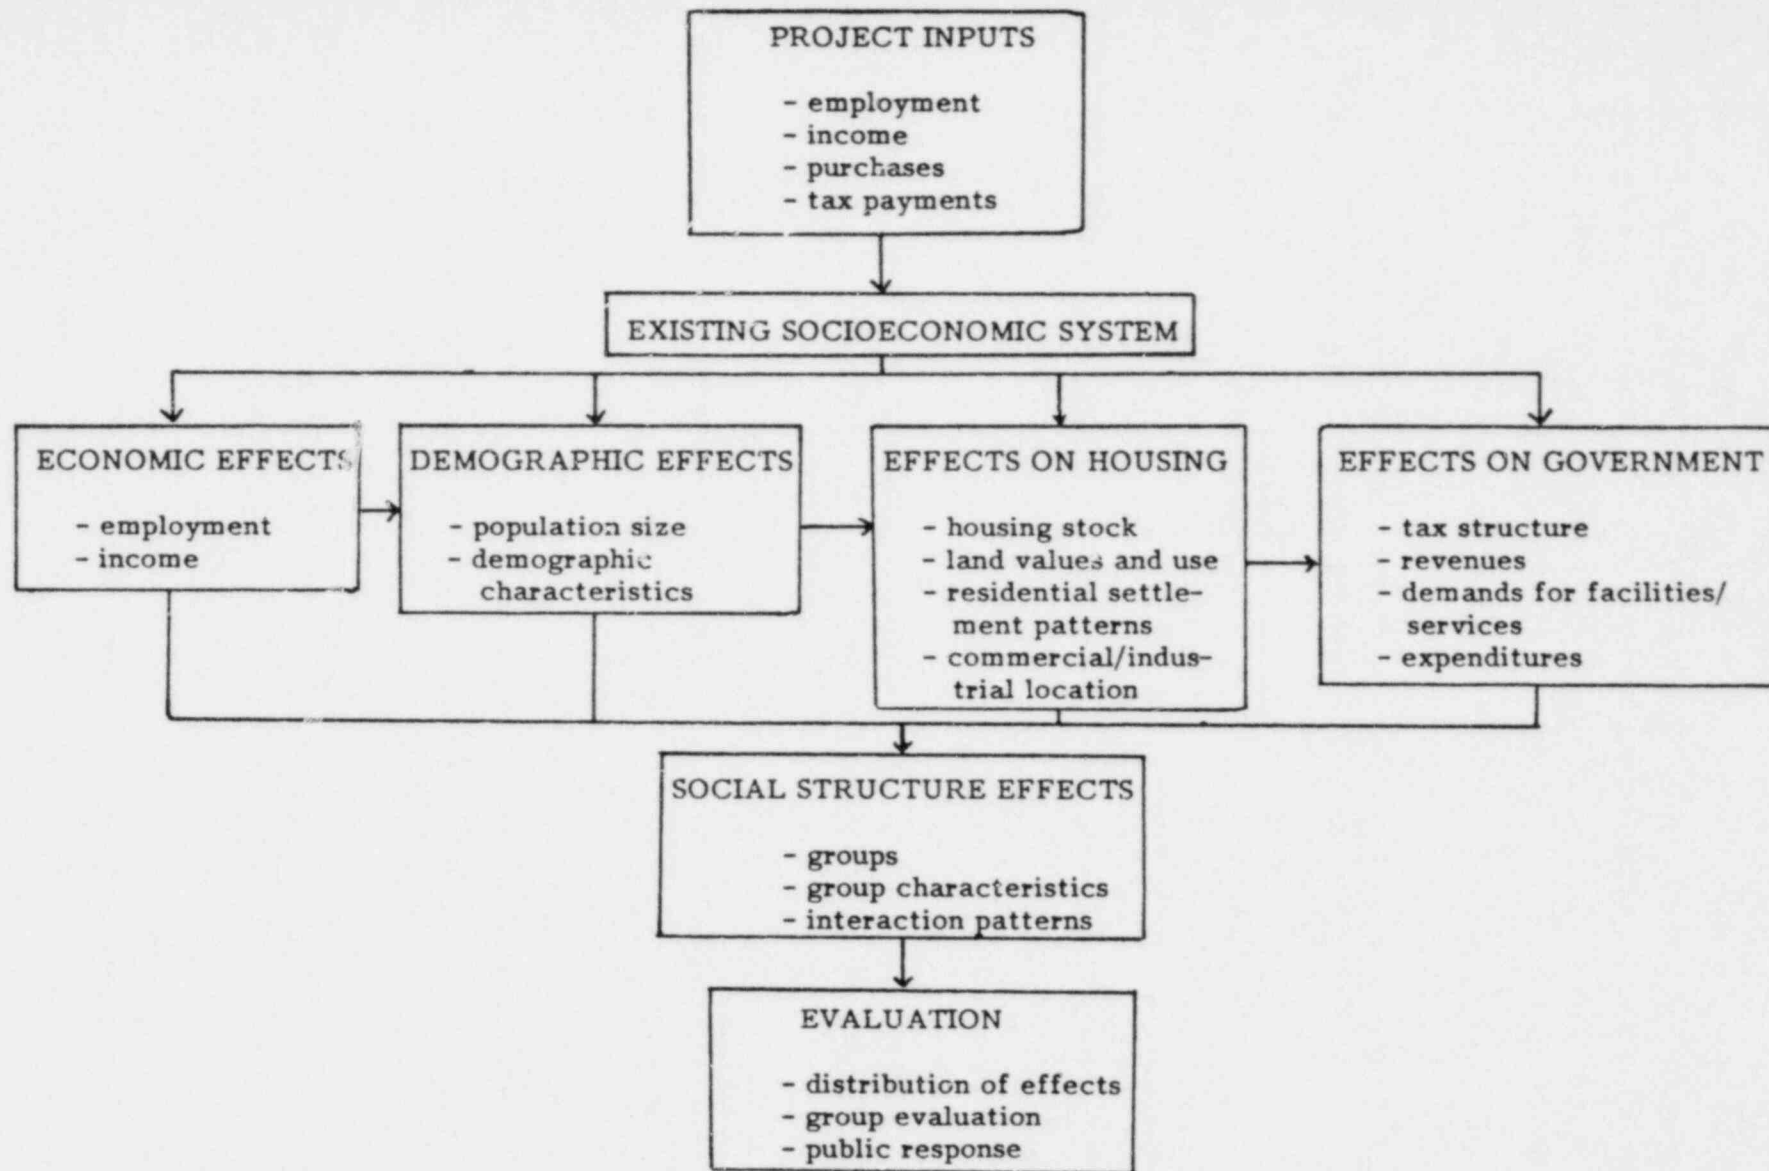 PROJECT INPUTS
- employment
- income
- purchases
- tax payments
EXISTING SOCIOECONOMIC SYSTEM
ECONOMIC EFFECTS
- employment
- income
DEMOGRAPHIC EFFECTS
- population size
- demographic
characteristics
EFFECTS ON HOUSING
- housing stock
- land values and use
- residential settle-
ment patterns
- commercial/indus-
trial location
EFFECTS ON GOVERNMENT
- tax structure
- revenues
- demands for facilities/
services
- expenditures
SOCIAL STRUCTURE EFFECTS
- groups
- group characteristics
- interaction patterns
EVALUATION
- distribution of effects
- group evaluation
- public response